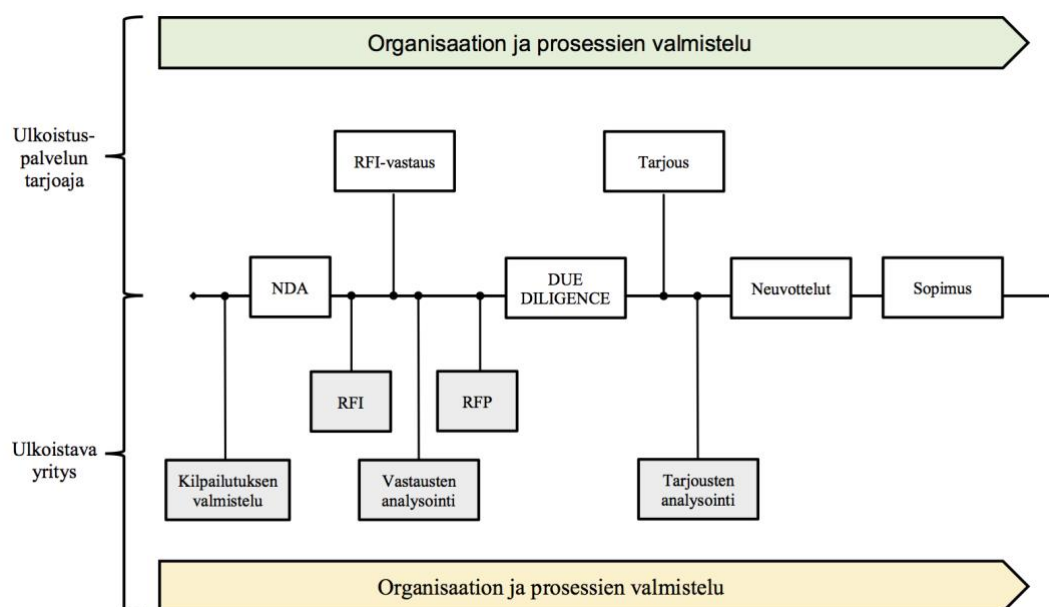 Organisaation ja prosessien valmistelu
Ulkoistus-
palvelun
tarjoaja
RFI-vastaus
Tarjous
NDA
DUE
DILIGENCE
Neuvottelut
Sopimus
RFI
RFP
Ulkoistava
yritys
Kilpailutuksen
valmistelu
Vastausten
analysointi
Tarjousten
analysointi
Organisaation ja prosessien valmistelu